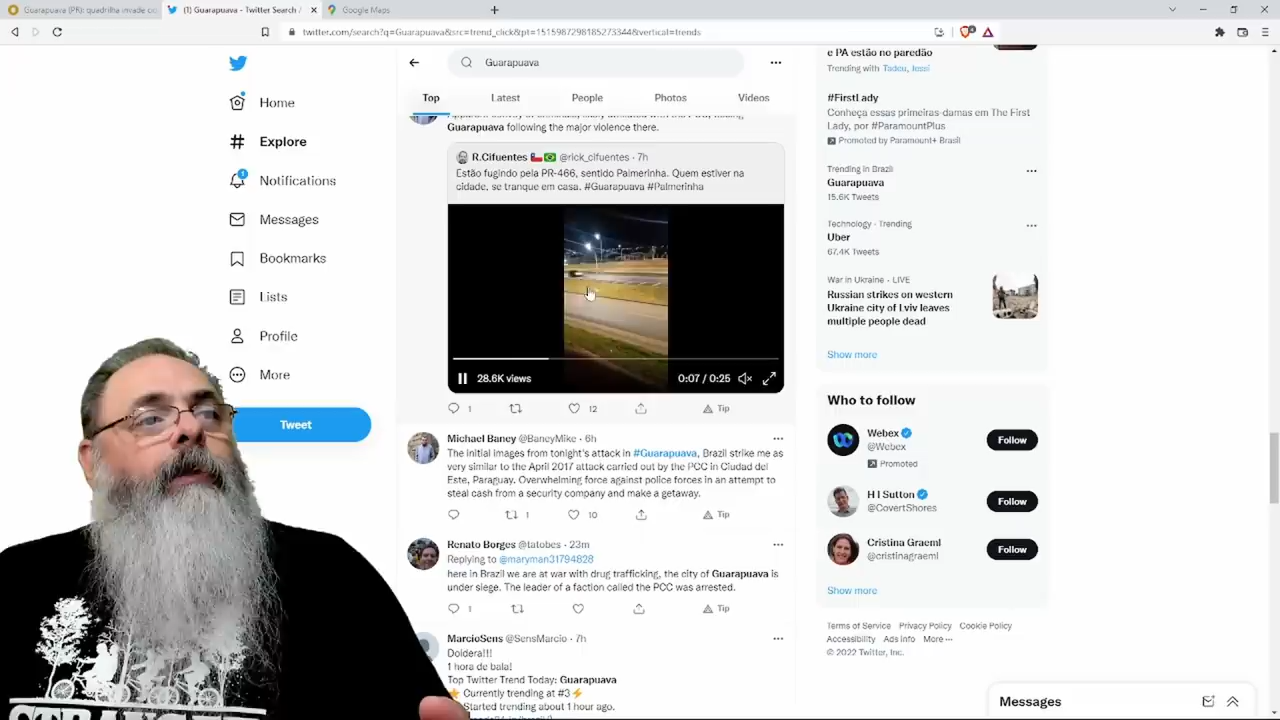 Guarapuava (PR): quadrilha invade cid
(1) Guarapuava - Twitter Search /
Google Maps
twitter.com/search?q=Guarapuava&src=trend_click&pt=1515987298185273344&vertical=trends
Home
Explore
Notifications
Messages
Bookmarks
Lists
Profile
More
Tweet
Guarapuava
Top
Latest
People
Photos
Videos
Guarapuava following the major violence there.
R.Cifuentes @rick_cifuentes · 7h
Estão fugindo pela PR-466, sentido Palmerinha. Quem estiver na
cidade, se tranque em casa. #Guarapuava #Palmerinha
28.6K views
0:07 / 0:25
1
12
Tip
Michael Baney @BaneyMike · 6h
The initial images from tonight's attack in #Guarapuava, Brazil strike me as
very similar to the April 2017 attack carried out by the PCC in Ciudad del
Este, Paraguay. Overwhelming force against police forces in an attempt to
steal cash from a security company and make a getaway.
1
10
Tip
Renato Borges @tatobes · 23m
Replying to @maryman31794828
here in Brazil we are at war with drug trafficking, the city of Guarapuava is
under siege. The leader of a faction called the PCC was arrested.
1
Tip
MarcioSens @SensMarcio · 7h
Doldera!!!
1 hora de bala!
Top Twitter Trend Today: Guarapuava
Currently trending at #3
Started trending about 1 hour ago.
e PA estão no paredão
Trending with Tadeu, Jessi
#FirstLady
Conheça essas primeiras-damas em The First
Lady, por #ParamountPlus
Promoted by Paramount+ Brasil
Trending in Brazil
Guarapuava
15.6K Tweets
Technology · Trending
Uber
67.4K Tweets
War in Ukraine · LIVE
Russian strikes on western
Ukraine city of Lviv leaves
multiple people dead
Show more
Who to follow
Webex
@Webex
Promoted
Follow
H I Sutton
@CovertShores
Follow
Cristina Graeml
@cristinagraeml
Follow
Show more
Terms of Service Privacy Policy Cookie Policy
Accessibility Ads info More ···
© 2022 Twitter, Inc.
Messages